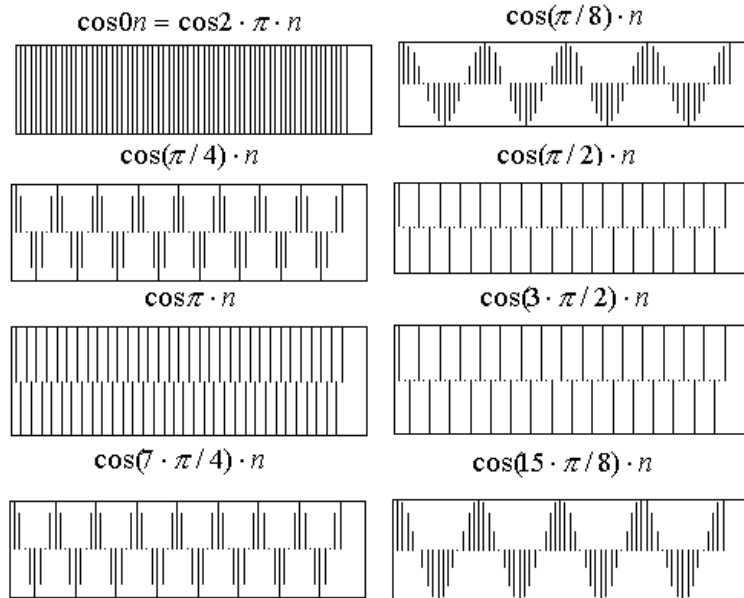 cos0n = cos2 · π · n
cos(π/8) · n
cos(π/4) · n
cos(π/2) · n
cosπ · n
cos(3 · π/2) · n
cos(7 · π/4) · n
cos(15 · π/8) · n